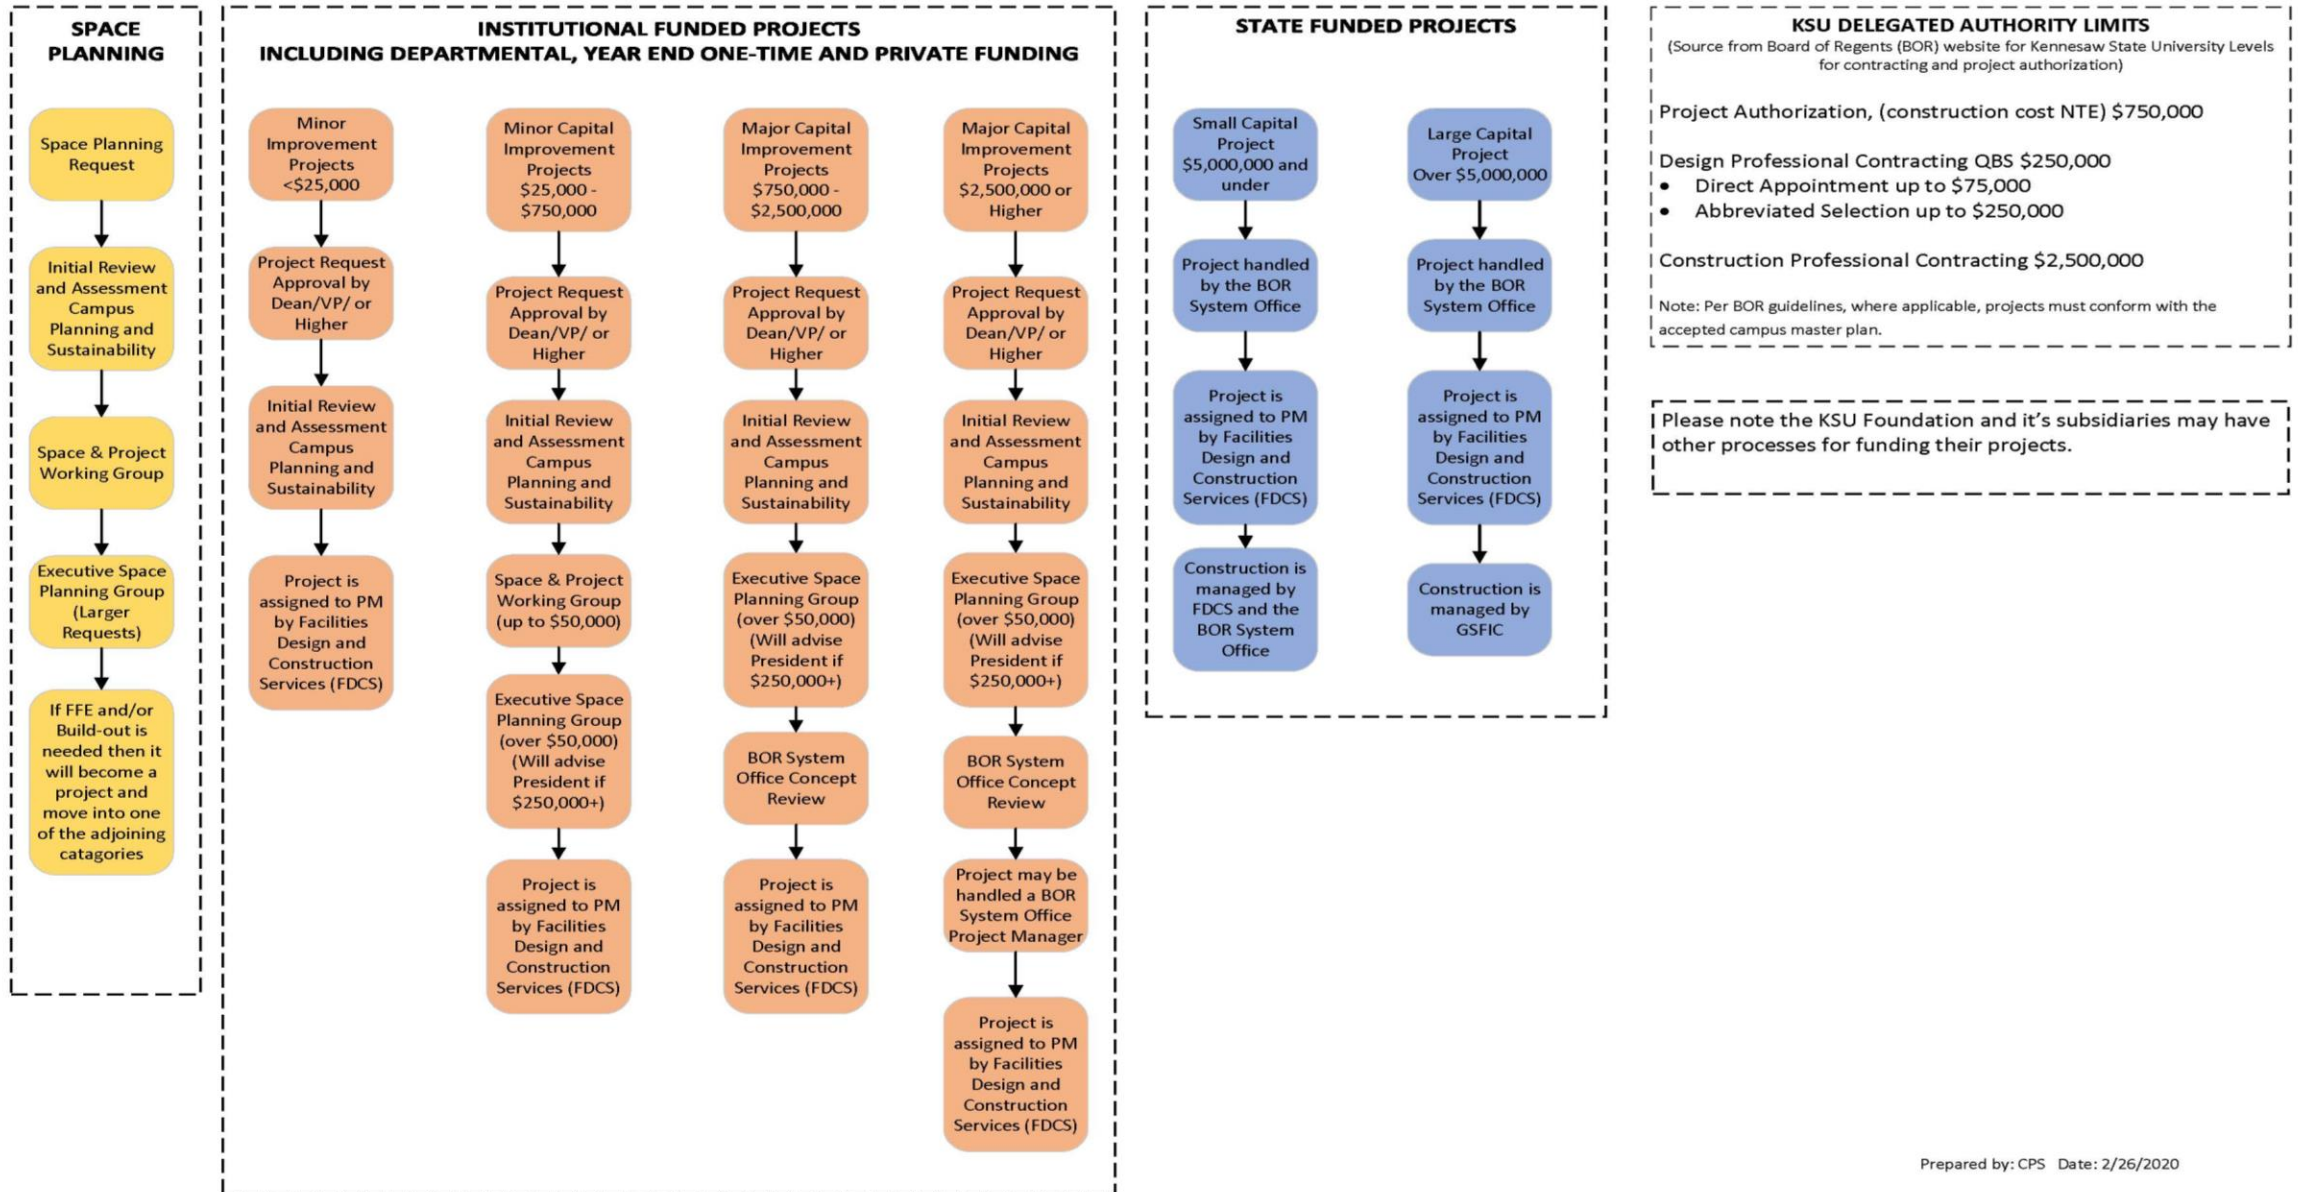 SPACE
PLANNING
Space Planning
Request
Initial Review
and Assessment
Campus
Planning and
Sustainability
Space & Project
Working Group
Executive Space
Planning Group
(Larger
Requests)
If FFE and/or
Build-out is
needed then it
will become a
project and
move into one
of the adjoining
catagories
INSTITUTIONAL FUNDED PROJECTS
INCLUDING DEPARTMENTAL, YEAR END ONE-TIME AND PRIVATE FUNDING
Minor
Improvement
Projects
<$25,000
Project Request
Approval by
Dean/VP/ or
Higher
Initial Review
and Assessment
Campus
Planning and
Sustainability
Project is
assigned to PM
by Facilities
Design and
Construction
Services (FDCS)
Minor Capital
Improvement
Projects
$25,000 -
$750,000
Project Request
Approval by
Dean/VP/ or
Higher
Initial Review
and Assessment
Campus
Planning and
Sustainability
Space & Project
Working Group
(up to $50,000)
Executive Space
Planning Group
(over $50,000)
(Will advise
President if
$250,000+)
Project is
assigned to PM
by Facilities
Design and
Construction
Services (FDCS)
Major Capital
Improvement
Projects
$750,000 -
$2,500,000
Project Request
Approval by
Dean/VP/ or
Higher
Initial Review
and Assessment
Campus
Planning and
Sustainability
Executive Space
Planning Group
(over $50,000)
(Will advise
President if
$250,000+)
BOR System
Office Concept
Review
Project is
assigned to PM
by Facilities
Design and
Construction
Services (FDCS)
Major Capital
Improvement
Projects
$2,500,000 or
Higher
Project Request
Approval by
Dean/VP/ or
Higher
Initial Review
and Assessment
Campus
Planning and
Sustainability
Executive Space
Planning Group
(over $50,000)
(Will advise
President if
$250,000+)
BOR System
Office Concept
Review
Project may be
handled a BOR
System Office
Project Manager
Project is
assigned to PM
by Facilities
Design and
Construction
Services (FDCS)
STATE FUNDED PROJECTS
Small Capital
Project
$5,000,000 and
under
Project handled
by the BOR
System Office
Project is
assigned to PM
by Facilities
Design and
Construction
Services (FDCS)
Construction is
managed by
FDCS and the
BOR System
Office
Large Capital
Project
Over $5,000,000
Project handled
by the BOR
System Office
Project is
assigned to PM
by Facilities
Design and
Construction
Services (FDCS)
Construction is
managed by
GSFIC
KSU DELEGATED AUTHORITY LIMITS
(Source from Board of Regents (BOR) website for Kennesaw State University Levels
for contracting and project authorization)
Project Authorization, (construction cost NTE) $750,000
Design Professional Contracting QBS $250,000
• Direct Appointment up to $75,000
• Abbreviated Selection up to $250,000
Construction Professional Contracting $2,500,000
Note: Per BOR guidelines, where applicable, projects must conform with the
accepted campus master plan.
Please note the KSU Foundation and it's subsidiaries may have
other processes for funding their projects.
Prepared by: CPS Date: 2/26/2020